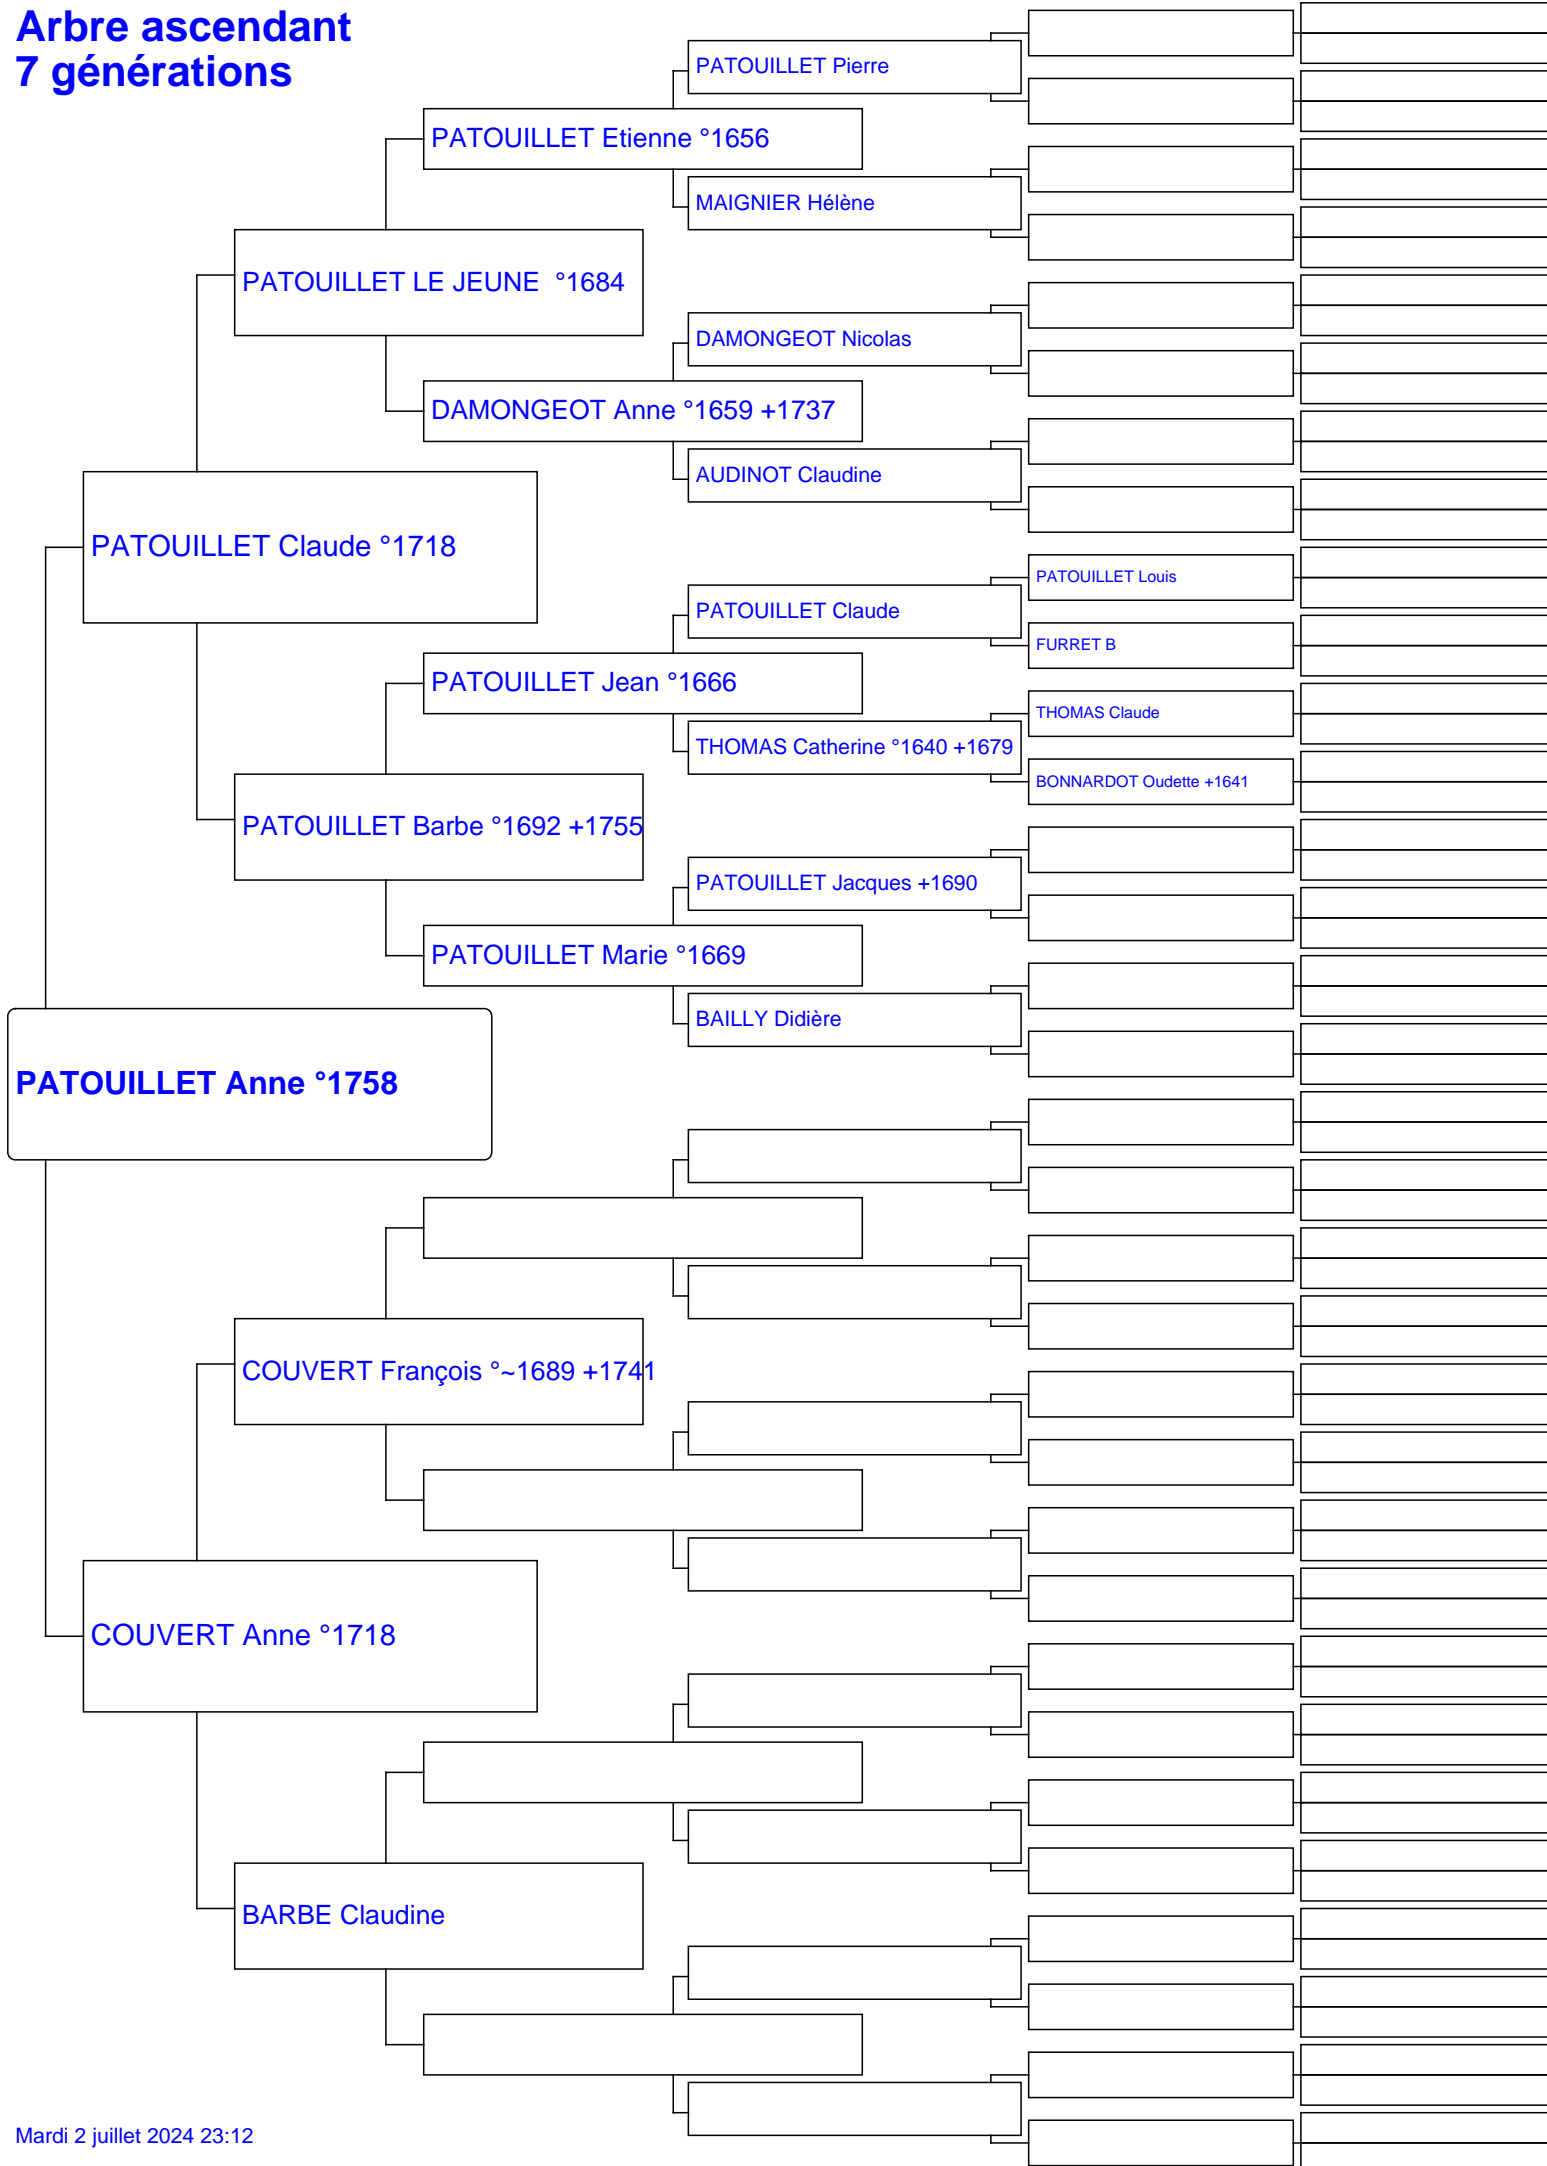 Arbre ascendant
7 générations
PATOUILLET Pierre
PATOUILLET Etienne °1656
MAIGNIER Hélène
PATOUILLET LE JEUNE  °1684
DAMONGEOT Nicolas
DAMONGEOT Anne °1659 +1737
AUDINOT Claudine
PATOUILLET Claude °1718
PATOUILLET Louis
PATOUILLET Claude
FURRET B
PATOUILLET Jean °1666
THOMAS Claude
THOMAS Catherine °1640 +1679
BONNARDOT Oudette +1641
PATOUILLET Barbe °1692 +1755
PATOUILLET Jacques +1690
PATOUILLET Marie °1669
BAILLY Didière
PATOUILLET Anne °1758
COUVERT François °~1689 +1741
COUVERT Anne °1718
BARBE Claudine
Mardi 2 juillet 2024 23:12